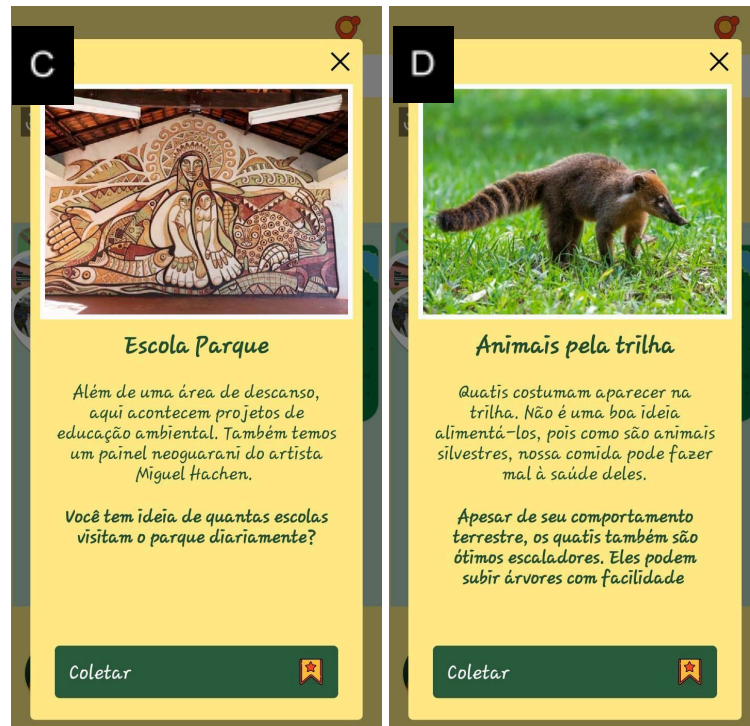 C
Escola Parque
Além de uma área de descanso,
aqui acontecem projetos de
educação ambiental. Também temos
um painel neoguarani do artista
Miguel Hachen.
Você tem ideia de quantas escolas
visitam o parque diariamente?
Coletar
D
Animais pela trilha
Quatis costumam aparecer na
trilha. Não é uma boa ideia
alimentá-los, pois como são animais
silvestres, nossa comida pode fazer
mal à saúde deles.
Apesar de seu comportamento
terrestre, os quatis também são
ótimos escaladores. Eles podem
subir árvores com facilidade
Coletar